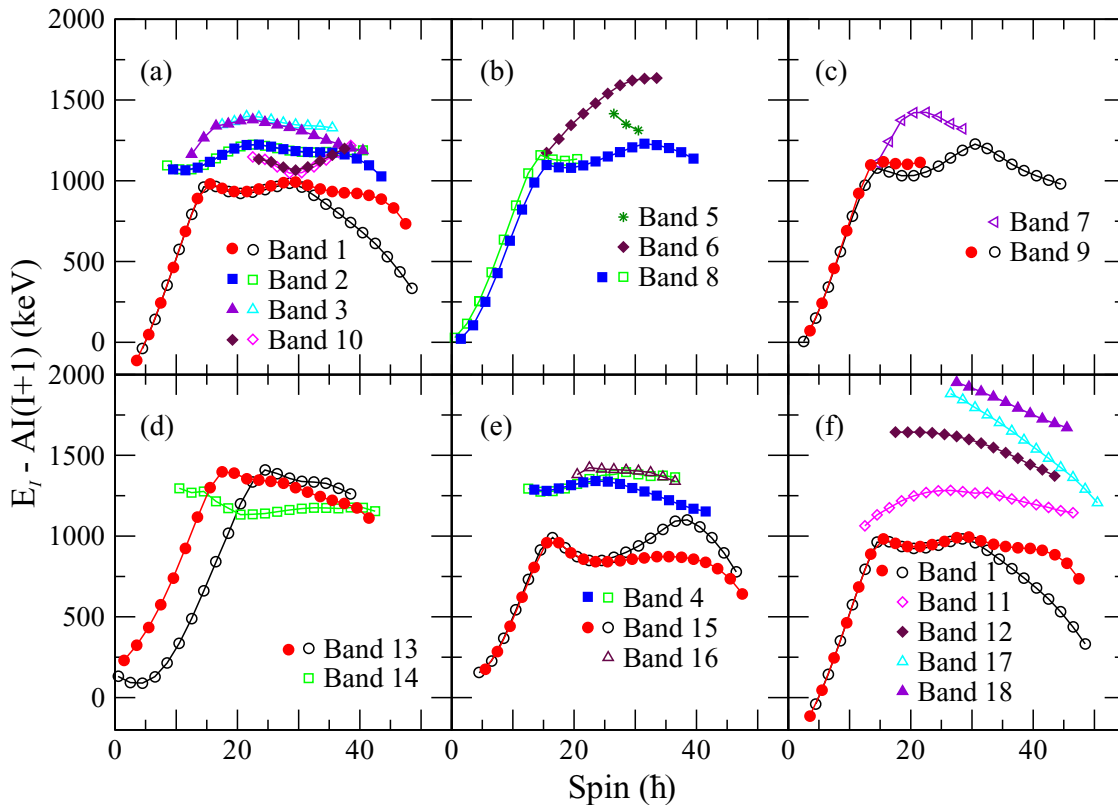 2000
(a)
(b)
(c)
1500
1000
Band 5
Band 7
500
Band 1
Band 6
Band 9
Band 2
Band 8
Band 3
0
Band 10
E_I - AI(I+1) (keV)
2000
(d)
(e)
(f)
1500
1000
Band 1
Band 4
Band 11
500
Band 13
Band 15
Band 12
Band 14
Band 16
Band 17
0
Band 18
0 20 40 0 20 40 0 20 40
Spin (ħ)